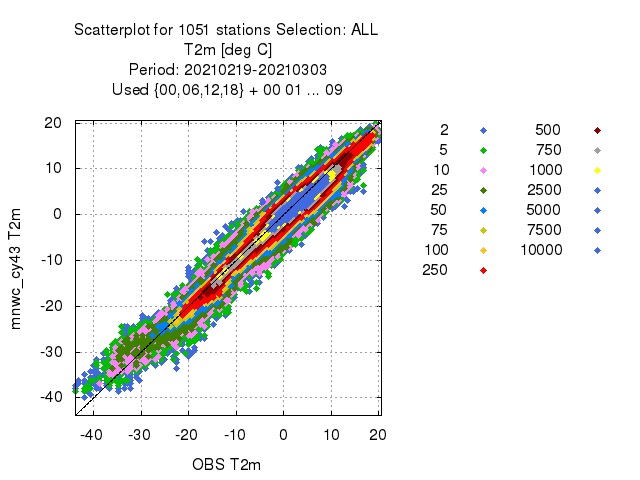 Scatterplot for 1051 stations Selection: ALL
T2m [deg C]
Period: 20210219-20210303
Used {00,06,12,18} + 00 01 ... 09
20
10
0
-10
-20
-30
-40
-40 -30 -20 -10 0 10 20
mnwc_cy43 T2m
OBS T2m
2 500
5 750
10 1000
25 2500
50 5000
75 7500
100 10000
250